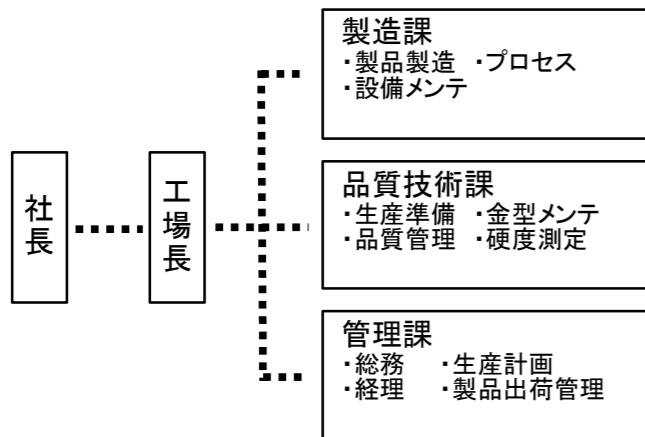 社長
工場長
製造課
・製品製造 ・プロセス
・設備メンテ
品質技術課
・生産準備 ・金型メンテ
・品質管理 ・硬度測定
管理課
・総務 ・生産計画
・経理 ・製品出荷管理